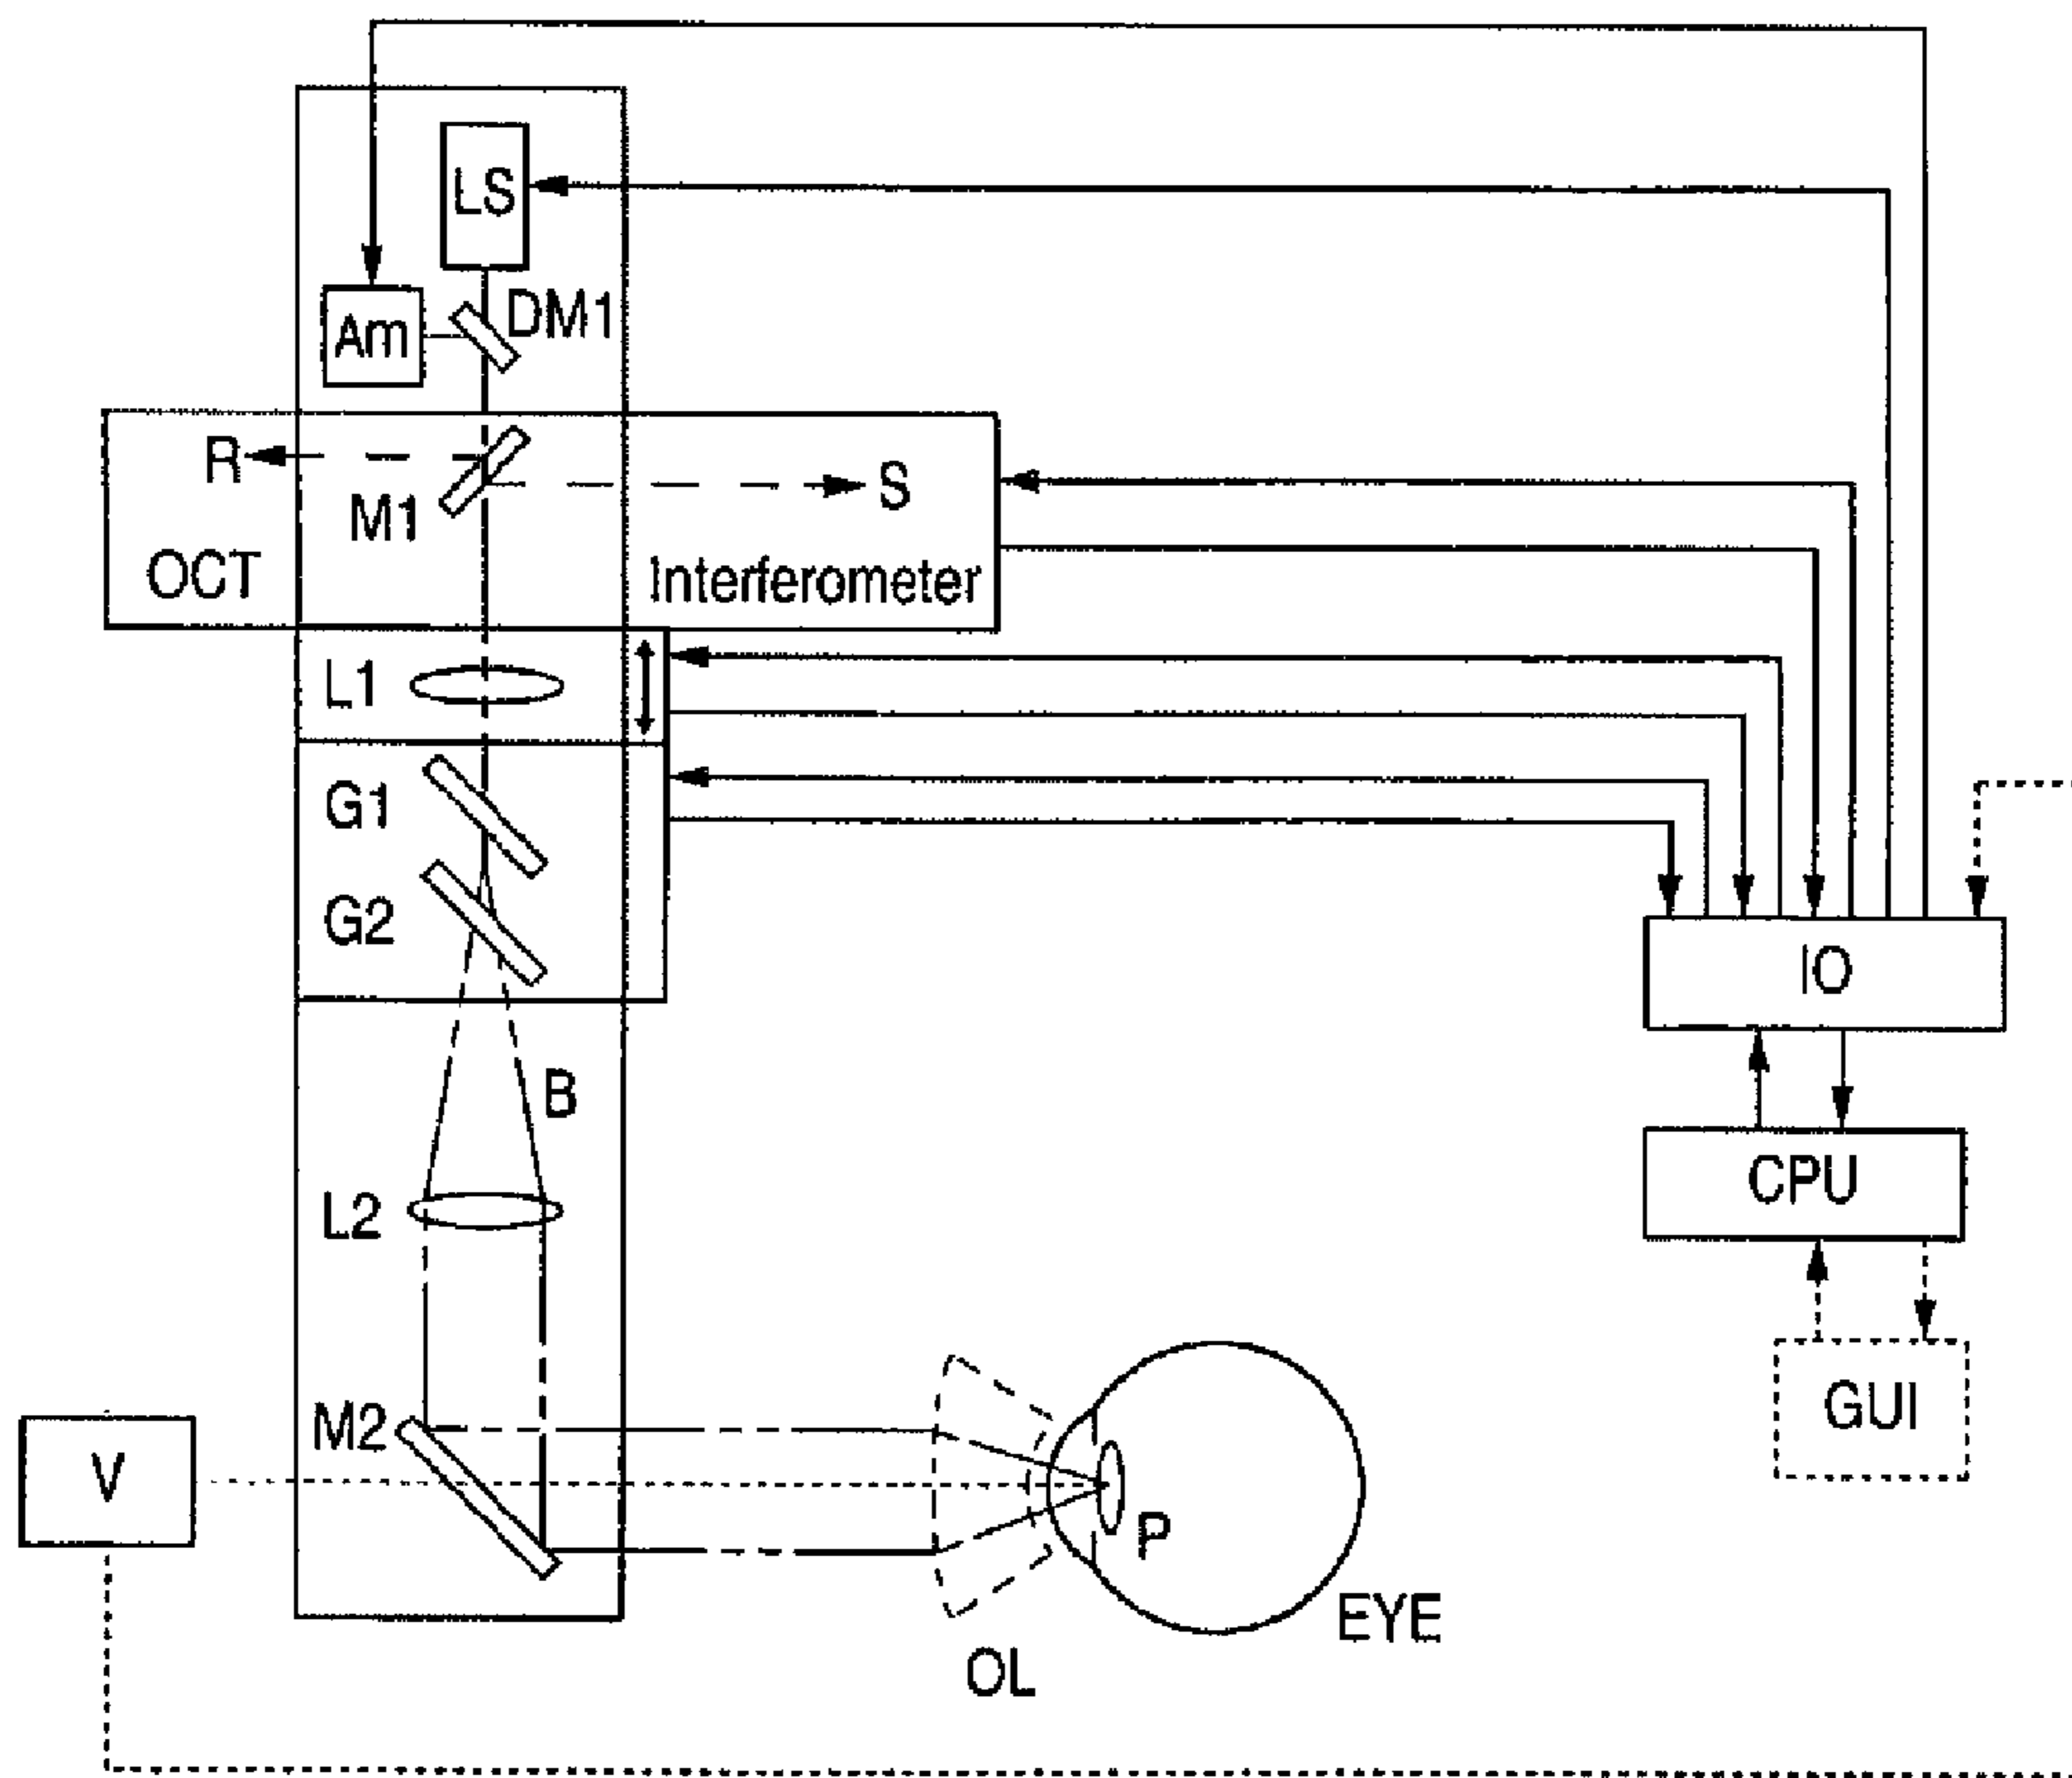 LS
DM1
Am
R
S
M1
OCT
Interferometer
L1
G1
G2
IO
B
CPU
L2
GUI
M2
V
P
EYE
OL